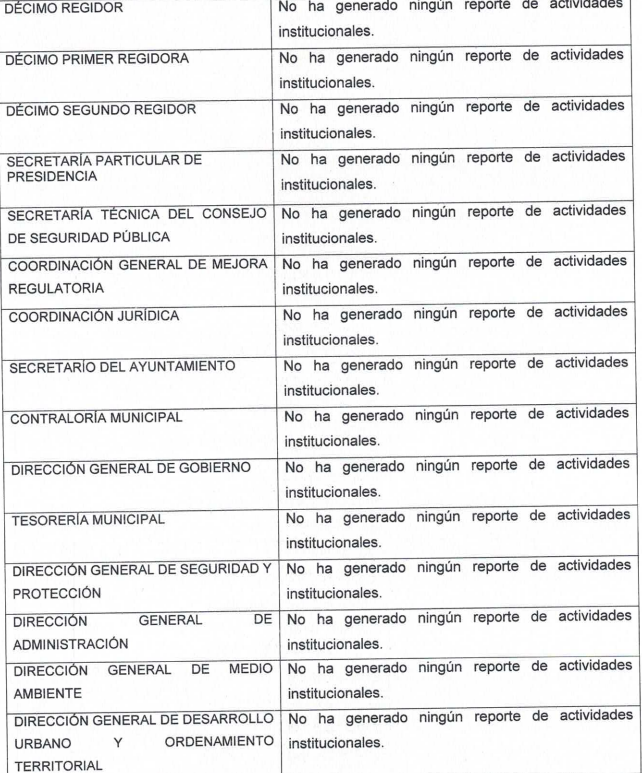 DÉCIMO REGIDOR
No ha generado ningún reporte de actividades
institucionales.
DÉCIMO PRIMER REGIDORA
No ha generado ningún reporte de actividades
institucionales.
DÉCIMO SEGUNDO REGIDOR
No ha generado ningún reporte de actividades
institucionales.
SECRETARÍA PARTICULAR DE
PRESIDENCIA
No ha generado ningún reporte de actividades
institucionales.
SECRETARÍA TÉCNICA DEL CONSEJO
DE SEGURIDAD PÚBLICA
No ha generado ningún reporte de actividades
institucionales.
COORDINACIÓN GENERAL DE MEJORA
REGULATORIA
No ha generado ningún reporte de actividades
institucionales.
COORDINACIÓN JURÍDICA
No ha generado ningún reporte de actividades
institucionales.
SECRETARÍO DEL AYUNTAMIENTO
No ha generado ningún reporte de actividades
institucionales.
CONTRALORÍA MUNICIPAL
No ha generado ningún reporte de actividades
institucionales.
DIRECCIÓN GENERAL DE GOBIERNO
No ha generado ningún reporte de actividades
institucionales.
TESORERÍA MUNICIPAL
No ha generado ningún reporte de actividades
institucionales.
DIRECCIÓN GENERAL DE SEGURIDAD Y
PROTECCIÓN
No ha generado ningún reporte de actividades
institucionales.
DIRECCIÓN GENERAL DE
ADMINISTRACIÓN
No ha generado ningún reporte de actividades
institucionales.
DIRECCIÓN GENERAL DE MEDIO
AMBIENTE
No ha generado ningún reporte de actividades
institucionales.
DIRECCIÓN GENERAL DE DESARROLLO
URBANO Y ORDENAMIENTO
TERRITORIAL
No ha generado ningún reporte de actividades
institucionales.